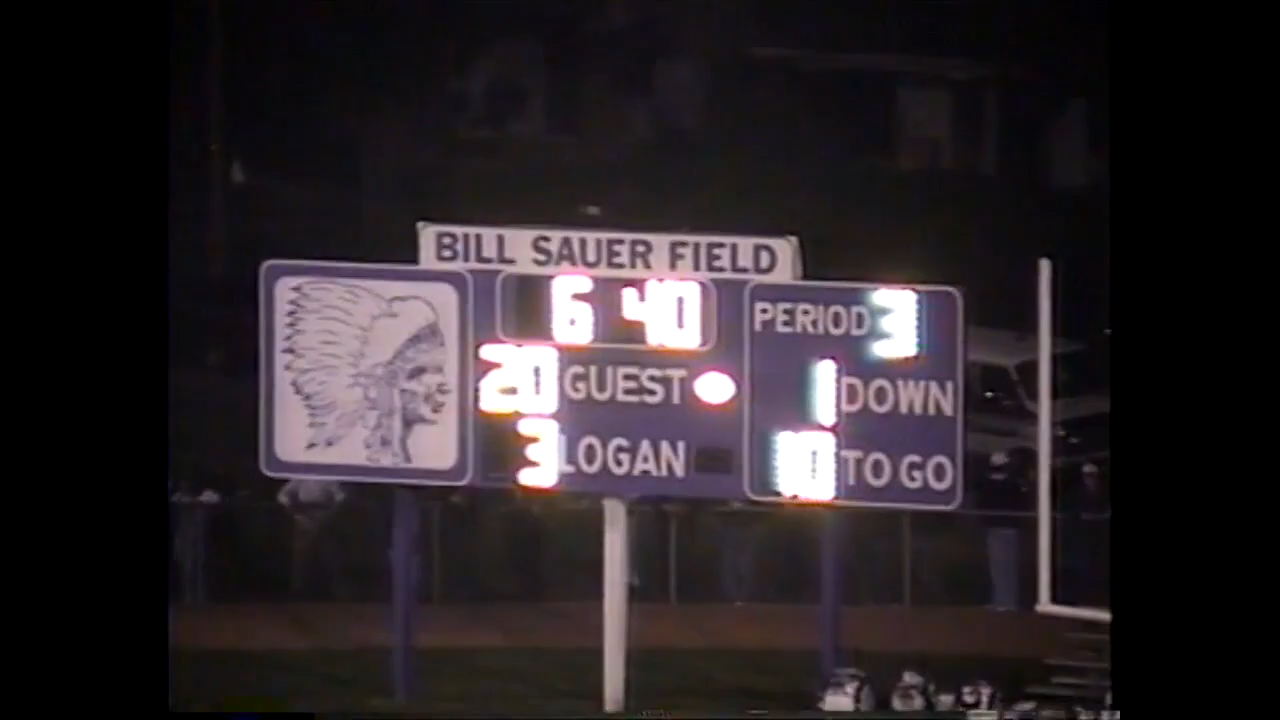 BILL SAUER FIELD
6 40
PERIOD 3
20 GUEST
1 DOWN
3 LOGAN
10 TO GO